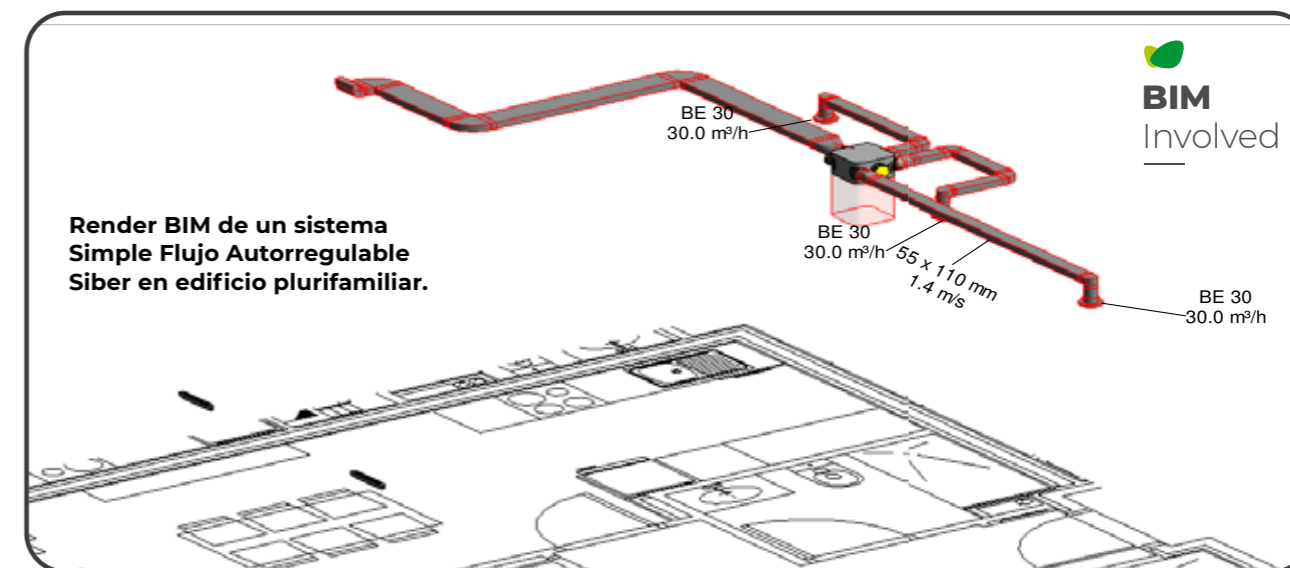 BIM
Involved
BE 30
30.0 m³/h
Render BIM de un sistema
Simple Flujo Autorregulable
Siber en edificio plurifamiliar.
BE 30
30.0 m³/h
55 x 110 mm
1.4 m/s
BE 30
30.0 m³/h